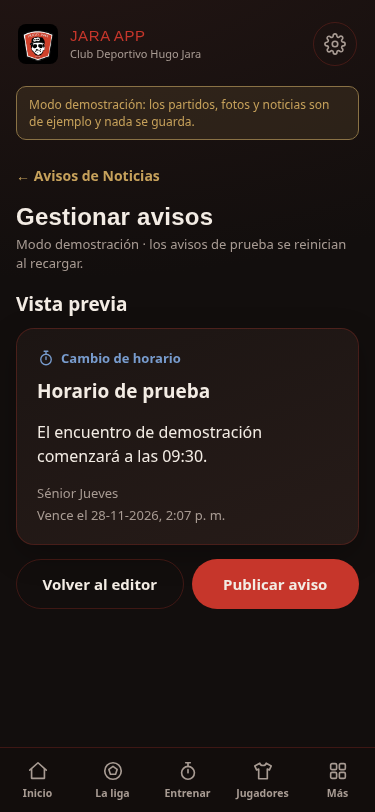 JARA APP
Club Deportivo Hugo Jara
Modo demostración: los partidos, fotos y noticias son
de ejemplo y nada se guarda.
← Avisos de Noticias
Gestionar avisos
Modo demostración · los avisos de prueba se reinician
al recargar.
Vista previa
Cambio de horario
Horario de prueba
El encuentro de demostración
comenzará a las 09:30.
Sénior Jueves
Vence el 28-11-2026, 2:07 p. m.
Volver al editor
Publicar aviso
Inicio
La liga
Entrenar
Jugadores
Más